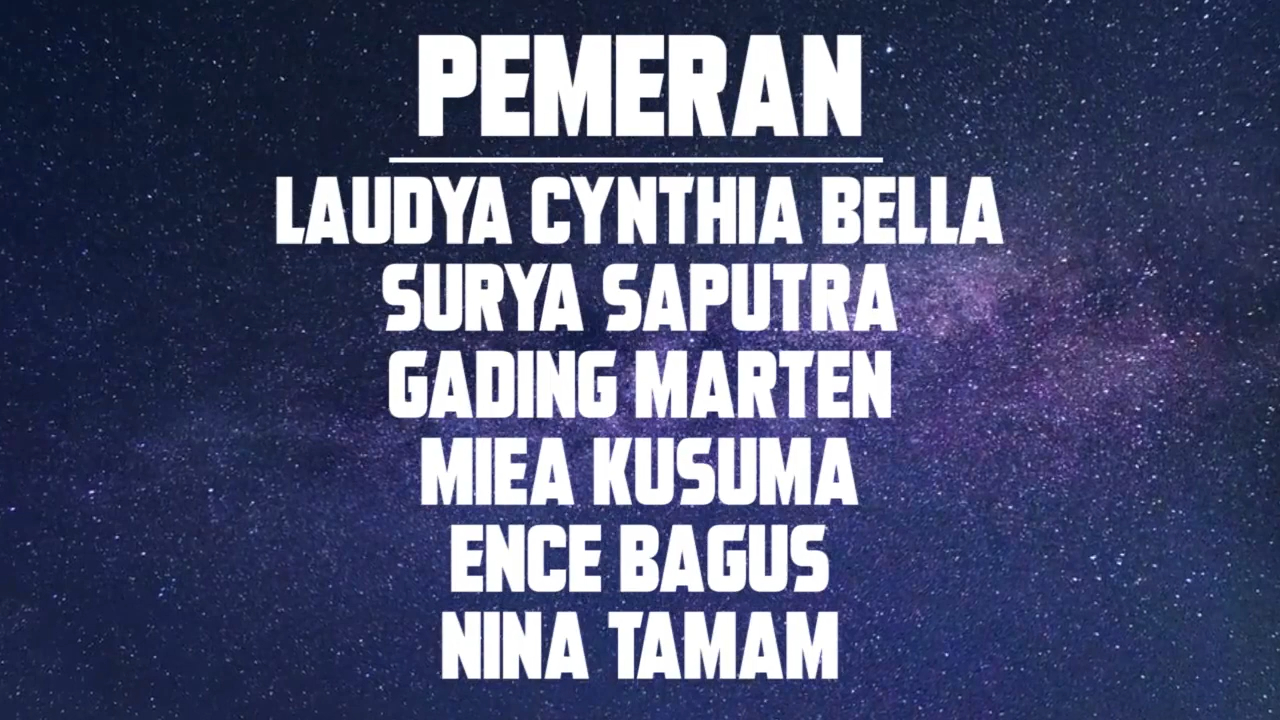 PEMERAN
LAUDYA CYNTHIA BELLA
SURYA SAPUTRA
GADING MARTEN
MIEA KUSUMA
ENCE BAGUS
NINA TAMAM